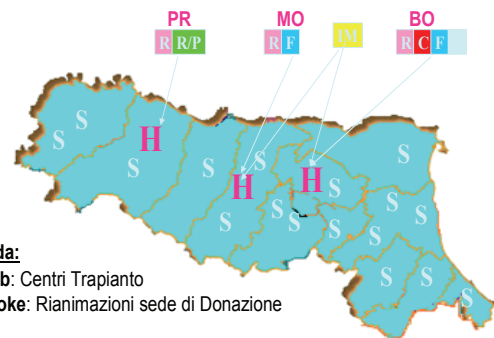 PR MO BO
R R/P R F IM R C F
S
S H S
S S S
H H S
S S S
S S S S
S S
S S
S
da:
b: Centri Trapianto
oke: Rianimazioni sede di Donazione